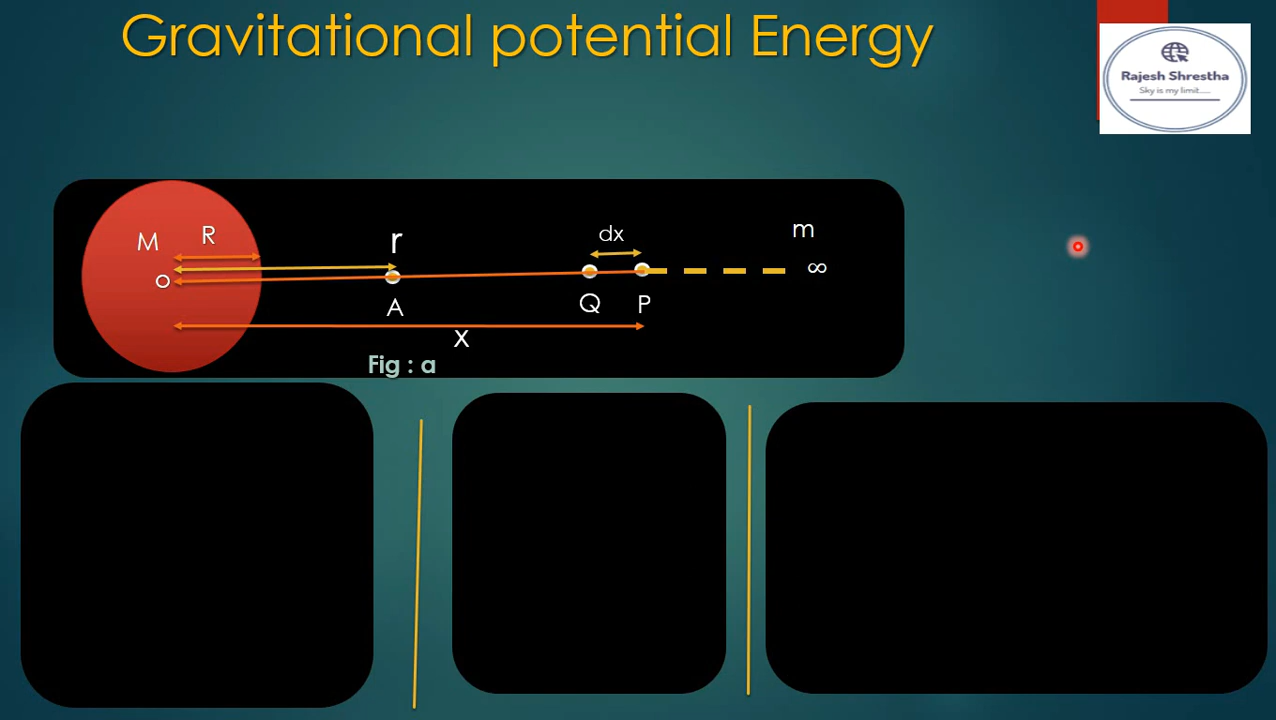 Gravitational potential Energy
Rajesh Shrestha
Sky is my limit.....
M
R
r
dx
m
o
∞
A
Q
P
x
Fig : a